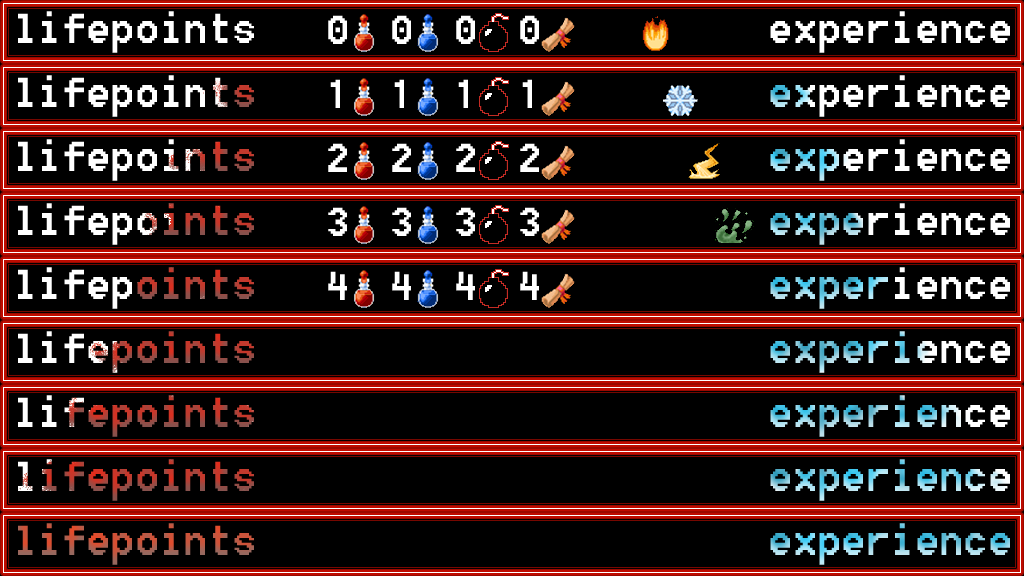 lifepoints 0 0 0 0 experience
lifepoints 1 1 1 1 experience
lifepoints 2 2 2 2 experience
lifepoints 3 3 3 3 experience
lifepoints 4 4 4 4 experience
lifepoints experience
lifepoints experience
lifepoints experience
lifepoints experience